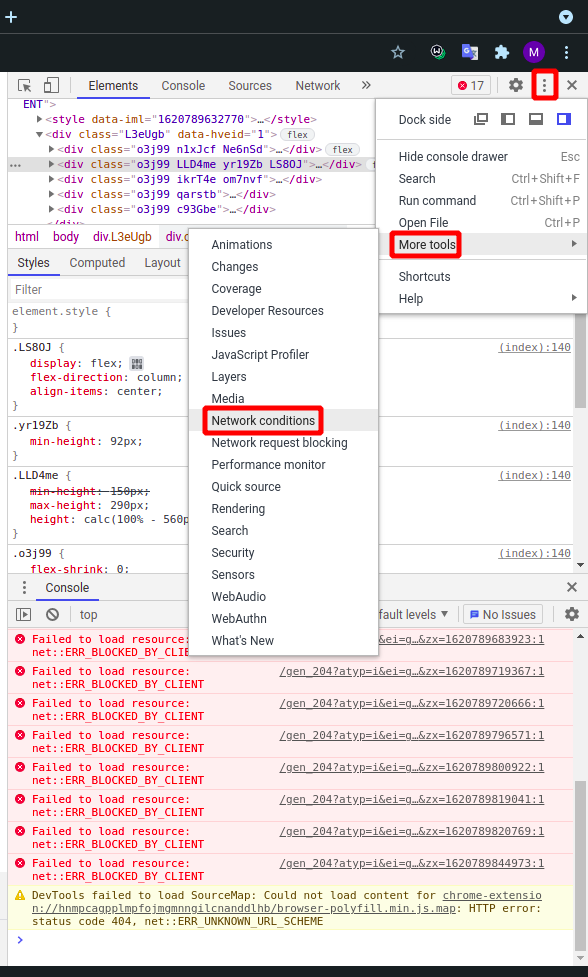 M
Elements Console Sources Network » 17
ENT">
<style data-iml="1620789632770">…</style>
<div class="L3eUgb" data-hveid="1"> flex
<div class="o3j99 n1xJcf Ne6nSd">…</div> flex
<div class="o3j99 LLD4me yr19Zb LS8OJ">…</div>
<div class="o3j99 ikrT4e om7nvf">…</div>
<div class="o3j99 qarstb">…</div>
<div class="o3j99 c93Gbe">…</div>
html body div.L3eUgb
Dock side
Hide console drawer Esc
Search Ctrl+Shift+F
Run command Ctrl+Shift+P
Open File Ctrl+P
More tools
Shortcuts
Help
Styles Computed Layout
Filter
element.style {
}
.LS8OJ { (index):140
display: flex;
flex-direction: column;
align-items: center;
}
.yr19Zb { (index):140
min-height: 92px;
}
.LLD4me { (index):140
min-height: 150px;
max-height: 290px;
height: calc(100% - 560p
}
.o3j99 { (index):140
flex-shrink: 0;
Animations
Changes
Coverage
Developer Resources
Issues
JavaScript Profiler
Layers
Media
Network conditions
Network request blocking
Performance monitor
Quick source
Rendering
Search
Security
Sensors
WebAudio
WebAuthn
What's New
Console
top fault levels ▼ No Issues
Failed to load resource: &ei=g…&zx=1620789683923:1
net::ERR_BLOCKED_BY_CLIE
Failed to load resource: /gen_204?atyp=i&ei=g…&zx=1620789719367:1
net::ERR_BLOCKED_BY_CLIENT
Failed to load resource: /gen_204?atyp=i&ei=g…&zx=1620789720666:1
net::ERR_BLOCKED_BY_CLIENT
Failed to load resource: /gen_204?atyp=i&ei=g…&zx=1620789796571:1
net::ERR_BLOCKED_BY_CLIENT
Failed to load resource: /gen_204?atyp=i&ei=g…&zx=1620789800922:1
net::ERR_BLOCKED_BY_CLIENT
Failed to load resource: /gen_204?atyp=i&ei=g…&zx=1620789819041:1
net::ERR_BLOCKED_BY_CLIENT
Failed to load resource: /gen_204?atyp=i&ei=g…&zx=1620789820769:1
net::ERR_BLOCKED_BY_CLIENT
Failed to load resource: /gen_204?atyp=i&ei=g…&zx=1620789844973:1
net::ERR_BLOCKED_BY_CLIENT
DevTools failed to load SourceMap: Could not load content for chrome-extensio
n://hnmpcagpplmpfojmgmnngilcnanddlhb/browser-polyfill.min.js.map: HTTP error:
status code 404, net::ERR_UNKNOWN_URL_SCHEME